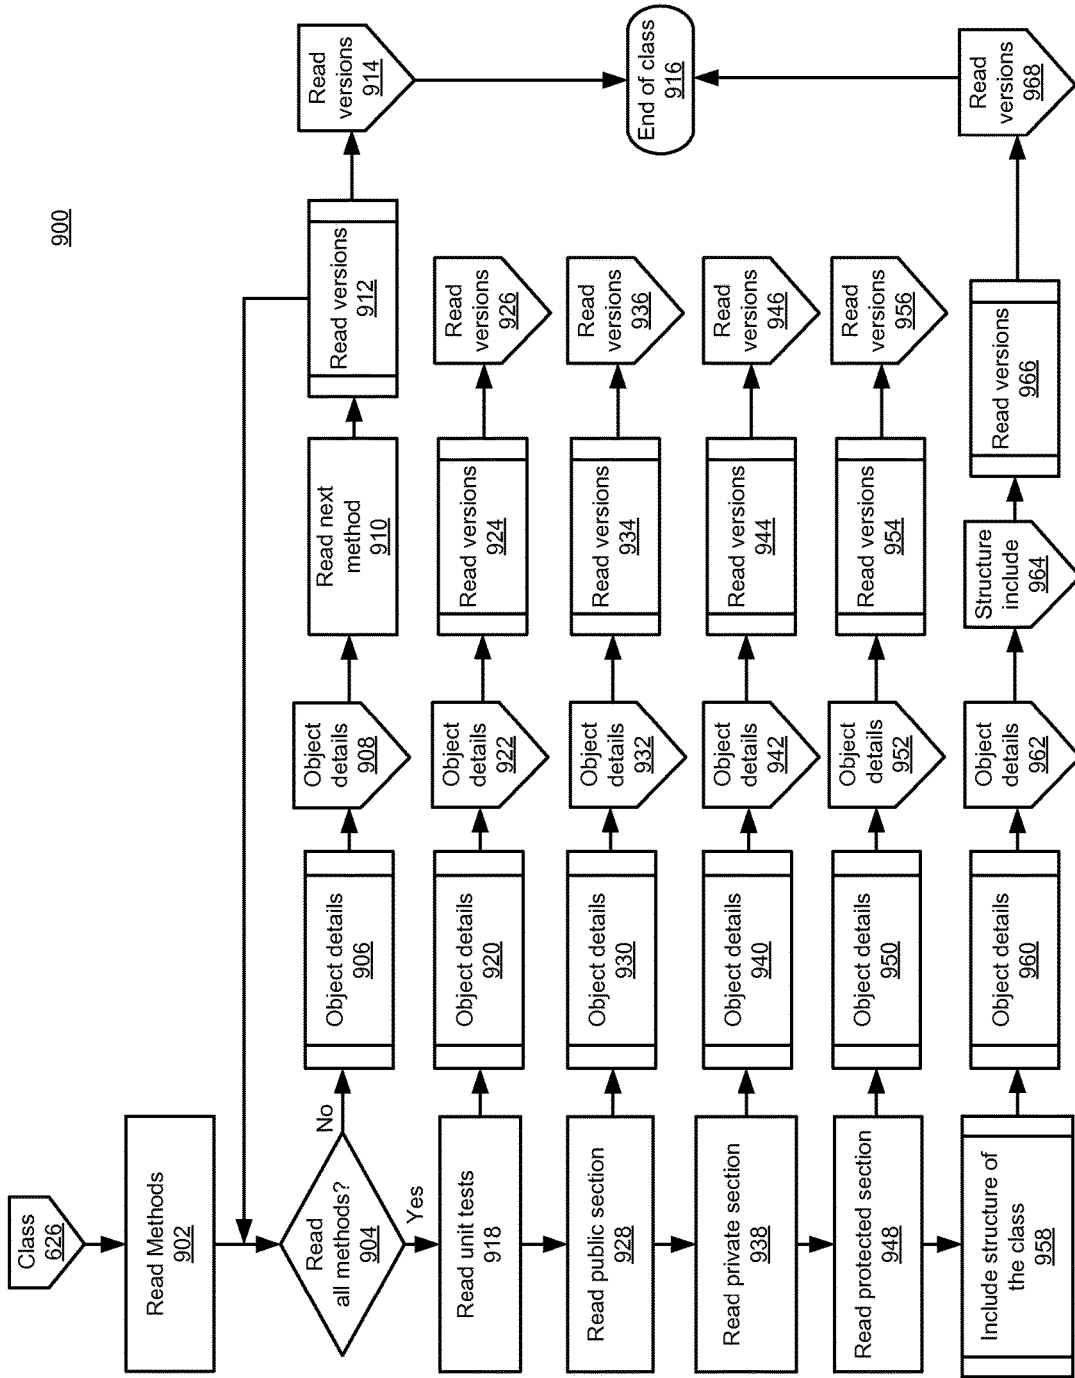 900
Class
626
Read Methods
902
Read
all methods?
904
No
Yes
Object details
906
Object
details
908
Read next
method
910
Read versions
912
Read
versions
914
End of class
916
Read unit tests
918
Object details
920
Object
details
922
Read versions
924
Read
versions
926
Read public section
928
Object details
930
Object
details
932
Read versions
934
Read
versions
936
Read private section
938
Object details
940
Object
details
942
Read versions
944
Read
versions
946
Read protected section
948
Object details
950
Object
details
952
Read versions
954
Read
versions
956
Include structure of
the class
958
Object details
960
Object
details
962
Structure
include
964
Read versions
966
Read
versions
968